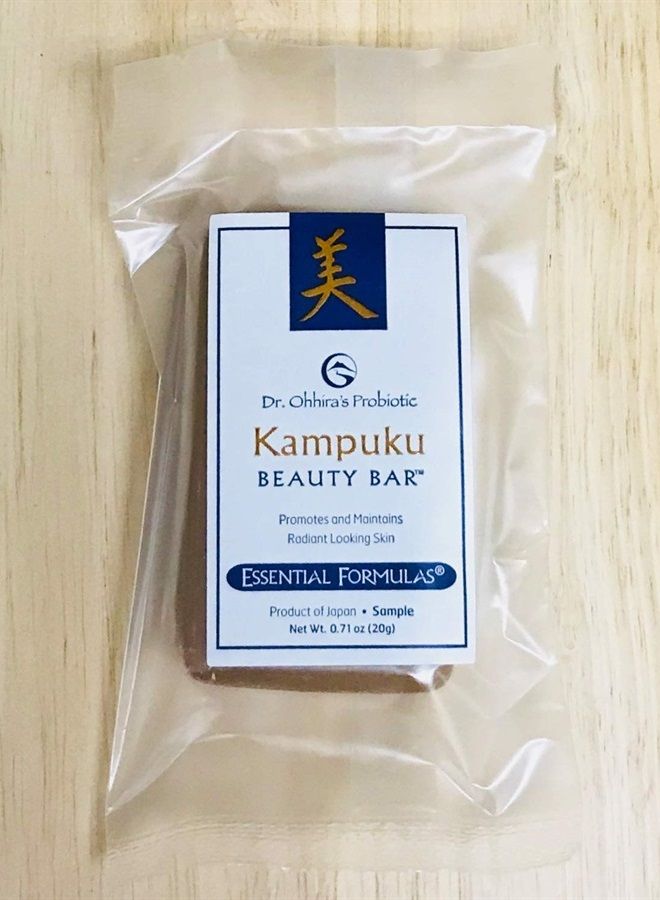 美
Dr. Ohhira's Probiotic
Kampuku
BEAUTY BAR™
Promotes and Maintains
Radiant Looking Skin
ESSENTIAL FORMULAS®
Product of Japan • Sample
Net Wt. 0.71 oz (20g)